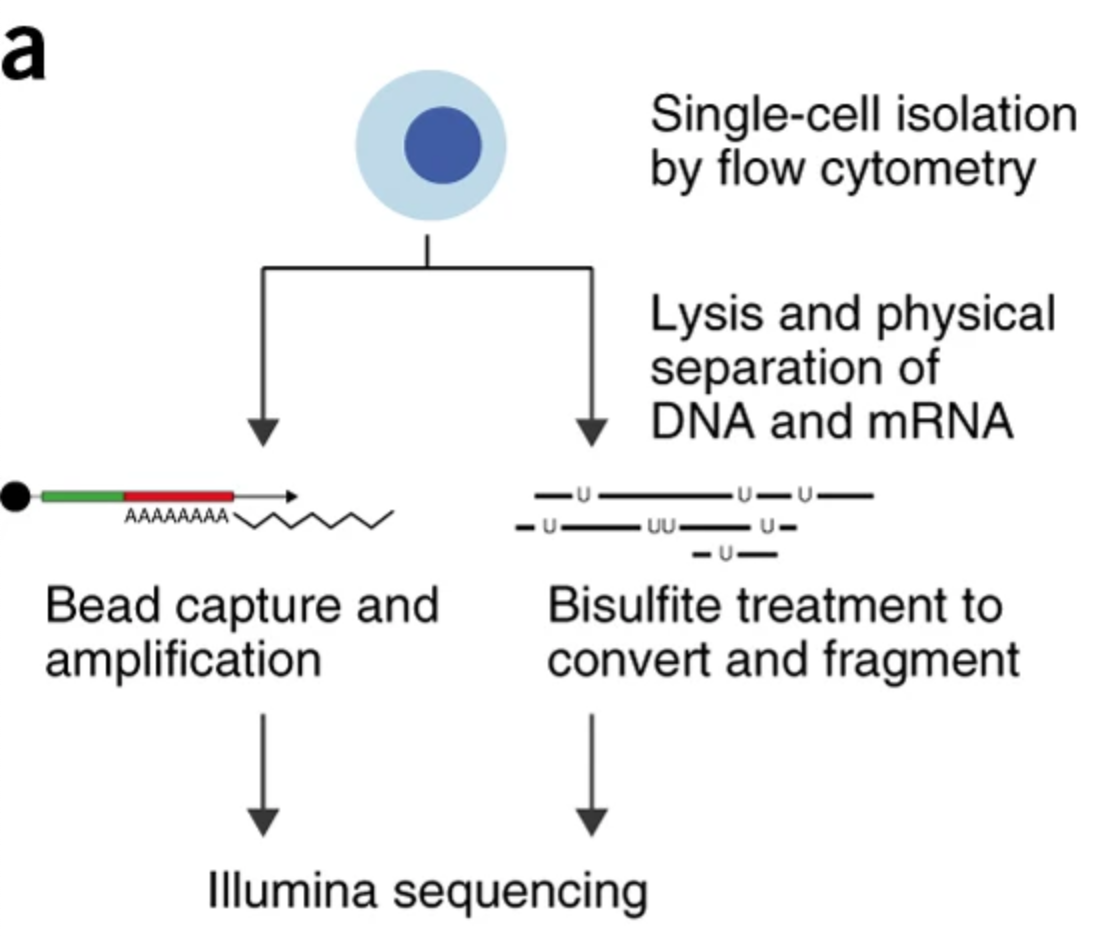 a
Single-cell isolation
by flow cytometry
Lysis and physical
separation of
DNA and mRNA
AAAAAAAA
U U U
U UU U
U
Bead capture and
amplification
Bisulfite treatment to
convert and fragment
Illumina sequencing